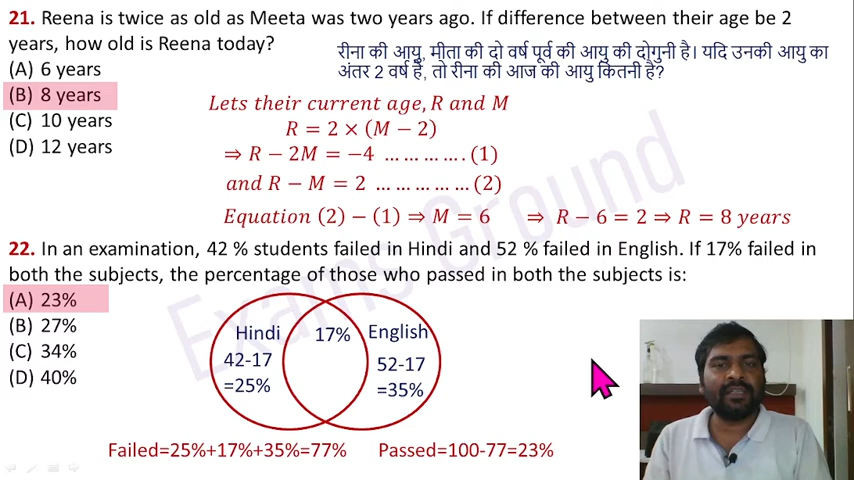 21. Reena is twice as old as Meeta was two years ago. If difference between their age be 2
years, how old is Reena today?
रीना की आयु, मीता की दो वर्ष पूर्व की आयु की दोगुनी है। यदि उनकी आयु का
अंतर 2 वर्ष है, तो रीना की आज की आयु कितनी है?
(A) 6 years
(B) 8 years
(C) 10 years
(D) 12 years
Lets their current age, R and M
R = 2 × (M − 2)
⇒ R − 2M = −4 … … … …. (1)
and R − M = 2 … … … … … (2)
Equation (2) − (1) ⇒ M = 6 ⇒ R − 6 = 2 ⇒ R = 8 years
22. In an examination, 42 % students failed in Hindi and 52 % failed in English. If 17% failed in
both the subjects, the percentage of those who passed in both the subjects is:
(A) 23%
(B) 27%
(C) 34%
(D) 40%
Hindi
42-17
=25%
17%
English
52-17
=35%
Failed=25%+17%+35%=77% Passed=100-77=23%
Exams Ground